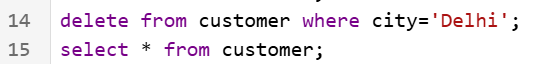 14 delete from customer where city='Delhi';
15 select * from customer;